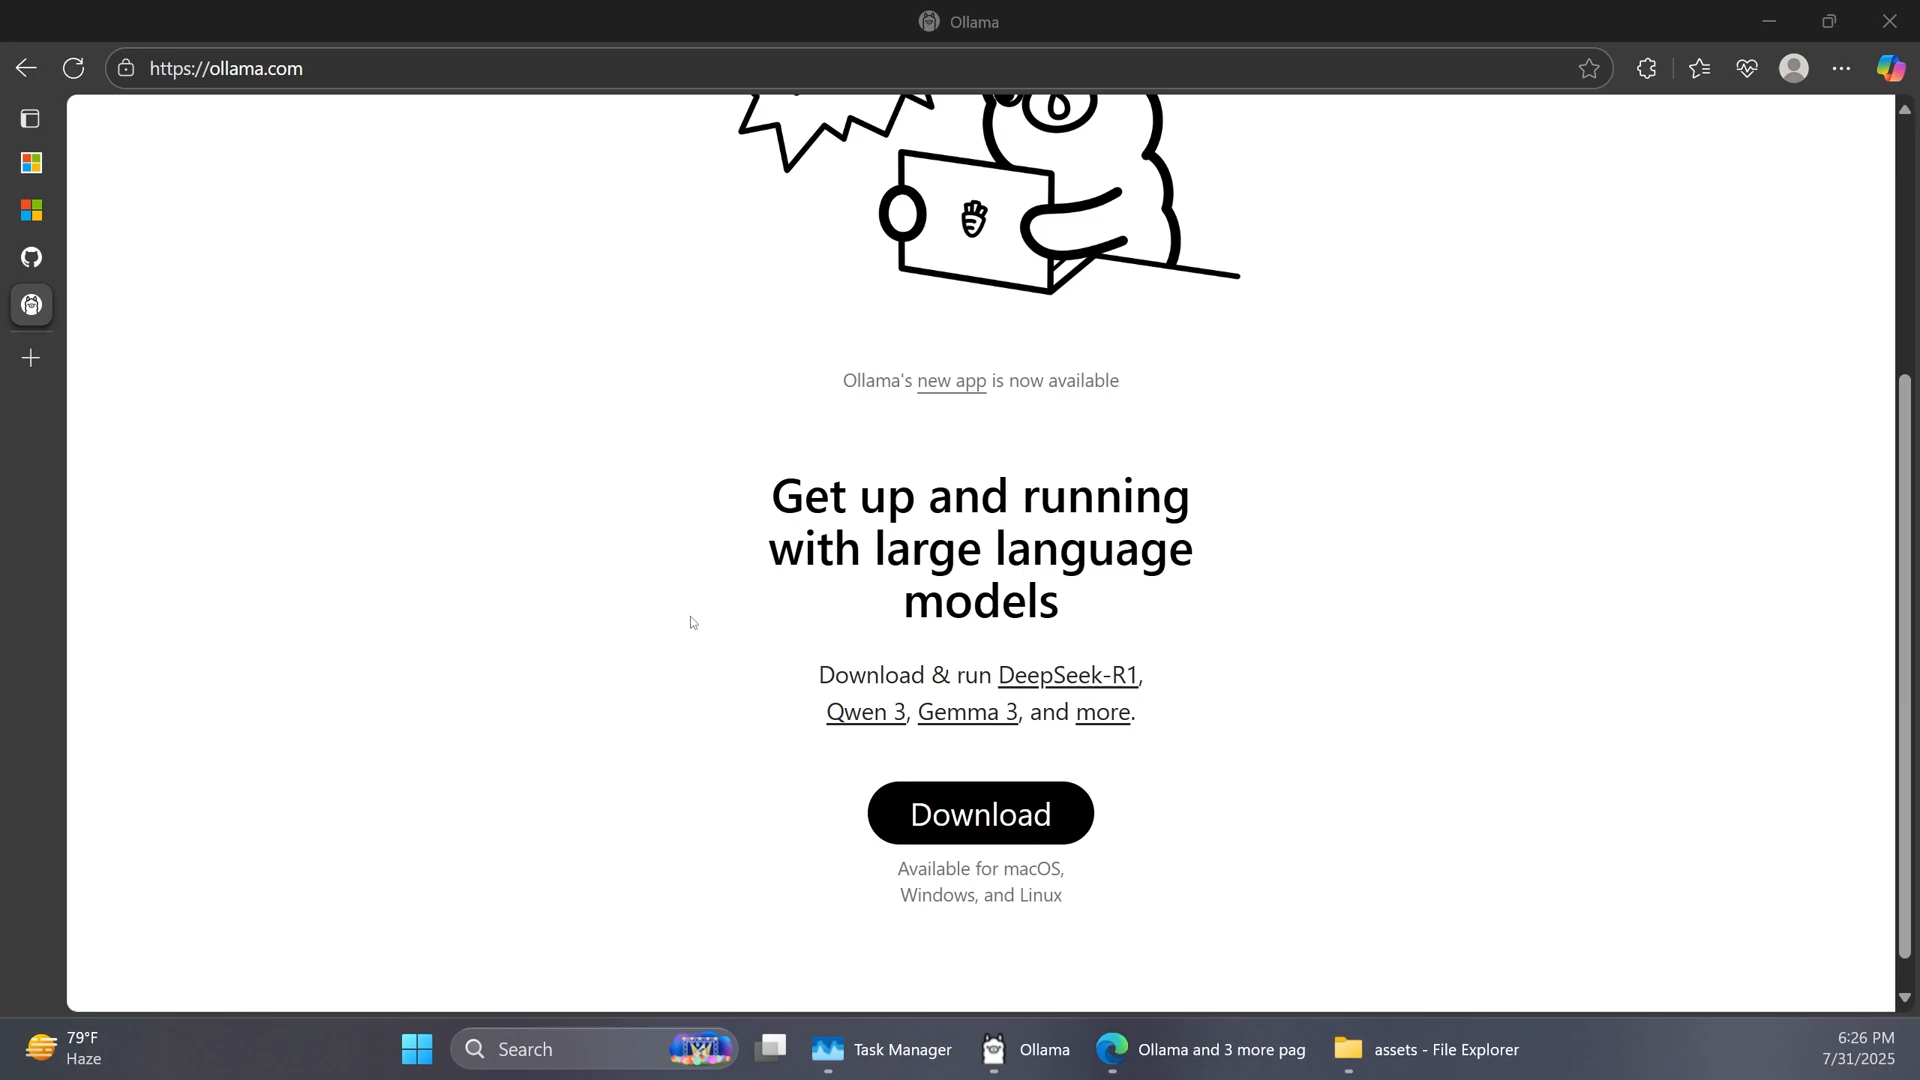 Ollama
https://ollama.com
Ollama's new app is now available
Get up and running
with large language
models
Download & run DeepSeek-R1,
Qwen 3, Gemma 3, and more.
Download
Available for macOS,
Windows, and Linux
79°F
Haze
Search
Task Manager
Ollama
Ollama and 3 more pag
assets - File Explorer
6:26 PM
7/31/2025